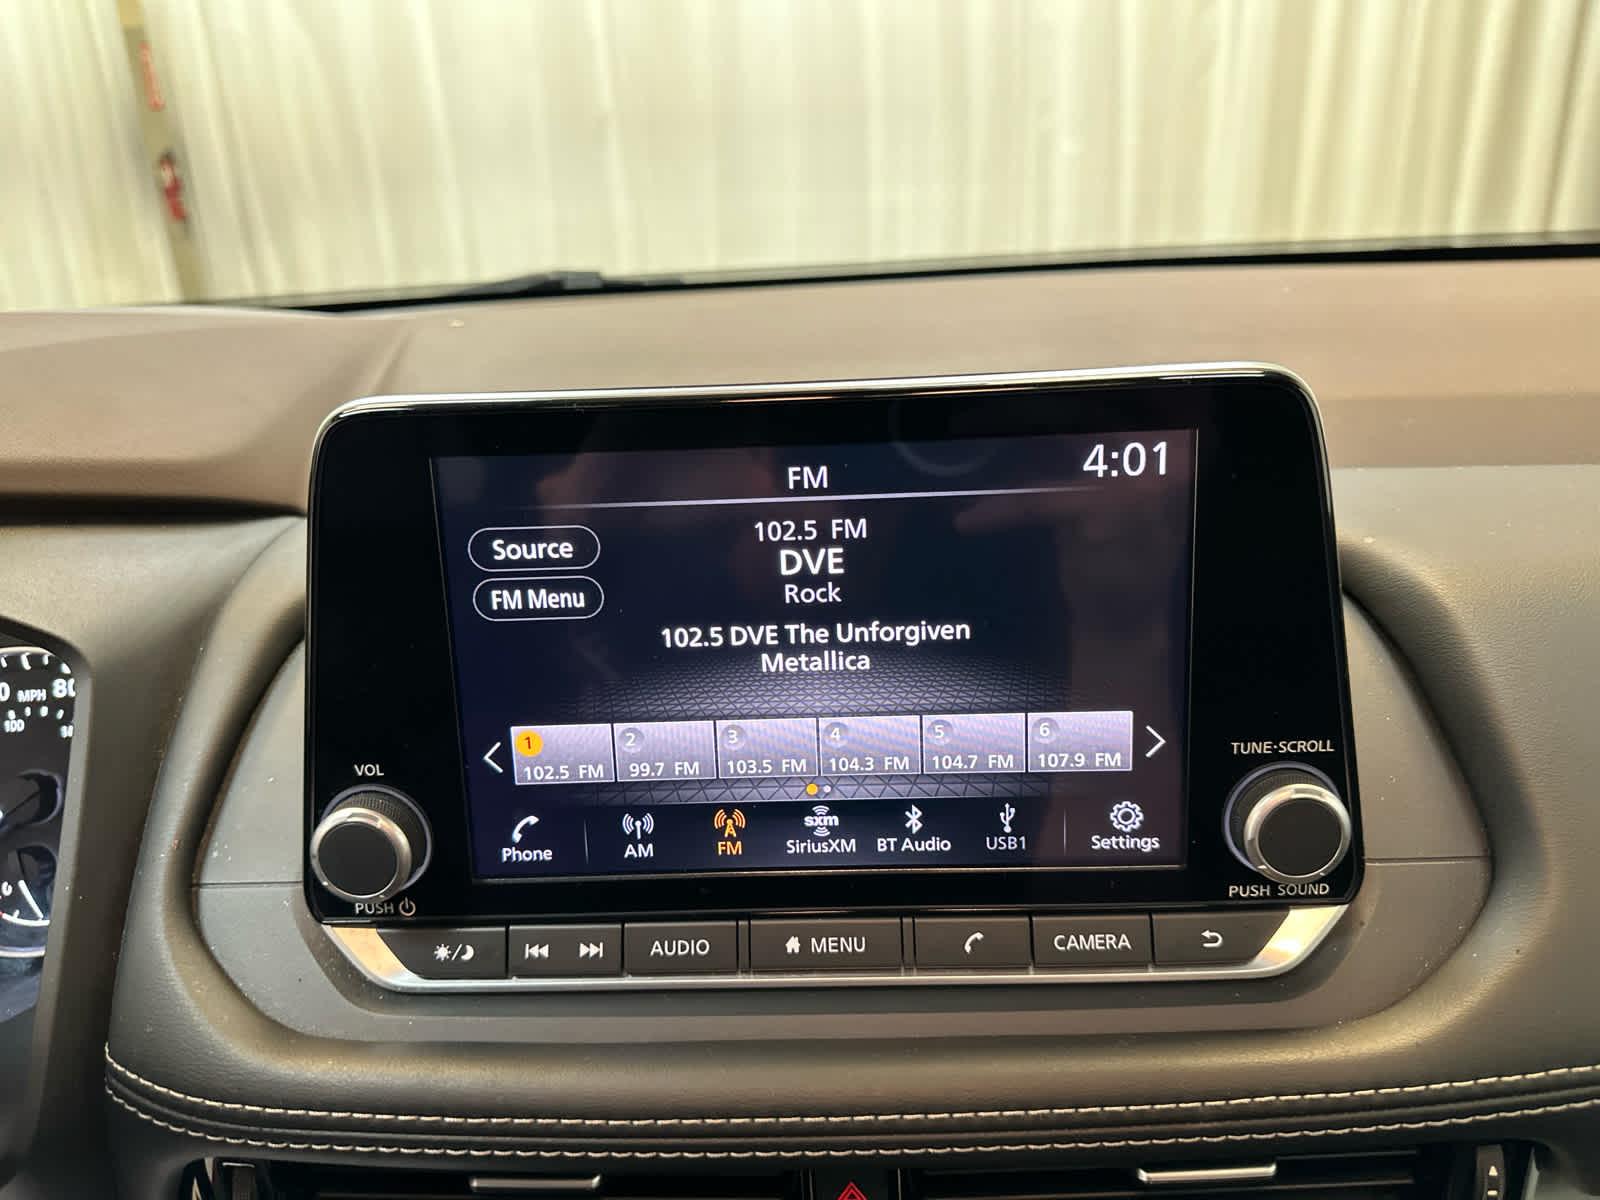 FM
4:01
Source
FM Menu
102.5 FM
DVE
Rock
102.5 DVE The Unforgiven
Metallica
1
102.5 FM
2
99.7 FM
3
103.5 FM
4
104.3 FM
5
104.7 FM
6
107.9 FM
Phone
AM
FM
sxm
SiriusXM
BT Audio
USB1
Settings
VOL
PUSH
TUNE·SCROLL
PUSH SOUND
AUDIO
MENU
CAMERA
MPH
80
100